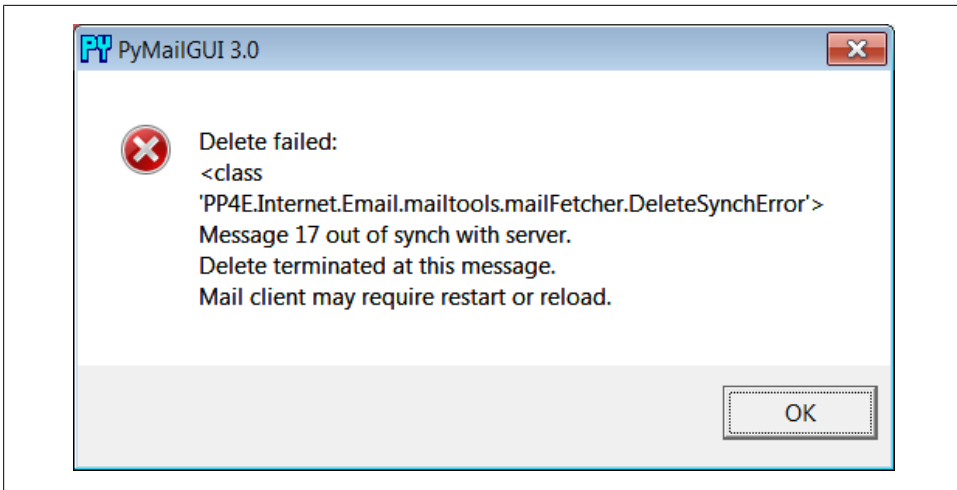 PY PyMailGUI 3.0
Delete failed:
<class
'PP4E.Internet.Email.mailtools.mailFetcher.DeleteSynchError'>
Message 17 out of synch with server.
Delete terminated at this message.
Mail client may require restart or reload.
OK